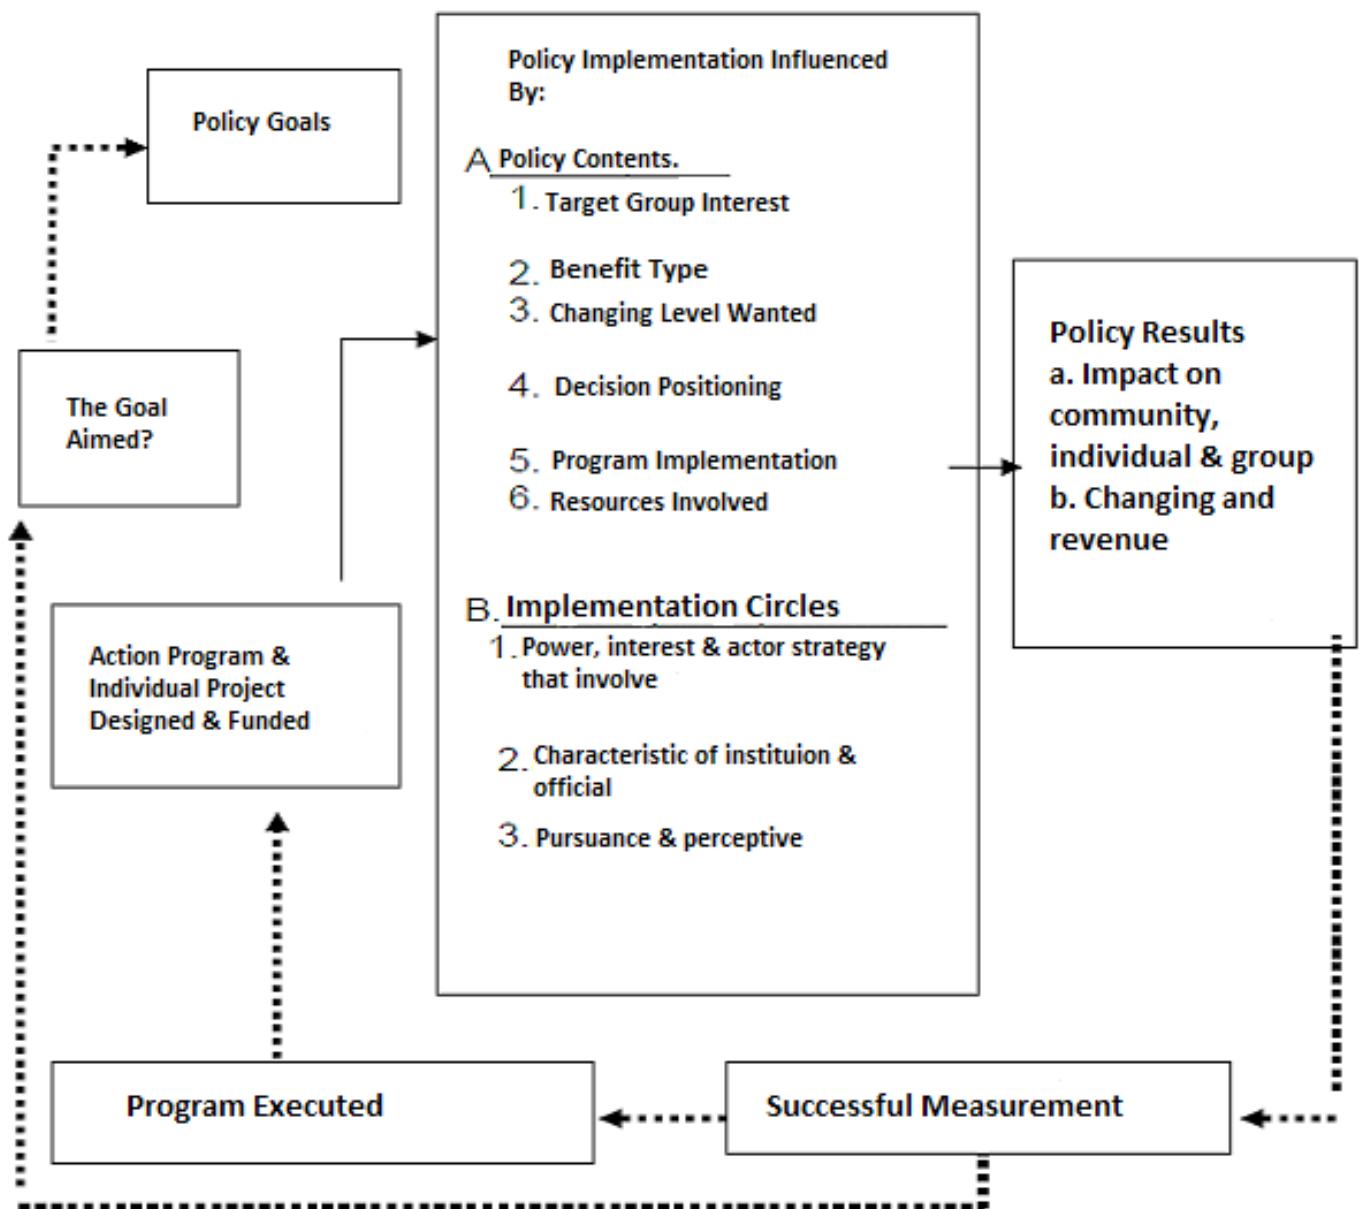 Policy Goals
The Goal
Aimed?
Action Program &
Individual Project
Designed & Funded
Policy Implementation Influenced
By:
A Policy Contents.
1. Target Group Interest
2. Benefit Type
3. Changing Level Wanted
4. Decision Positioning
5. Program Implementation
6. Resources Involved
B. Implementation Circles
1. Power, interest & actor strategy
that involve
2. Characteristic of instituion &
official
3. Pursuance & perceptive
Policy Results
a. Impact on
community,
individual & group
b. Changing and
revenue
Program Executed
Successful Measurement